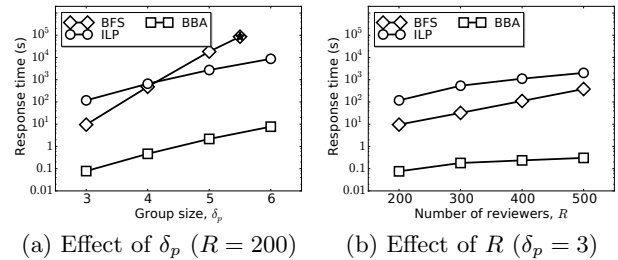 BFS BBA
ILP
Response time (s)
10^5
10^4
10^3
10^2
10^1
1
0.1
0.01
3 4 5 6
Group size, δ_p
BFS BBA
ILP
Response time (s)
10^5
10^4
10^3
10^2
10^1
1
0.1
0.01
200 300 400 500
Number of reviewers, R
(a) Effect of δ_p (R = 200)
(b) Effect of R (δ_p = 3)